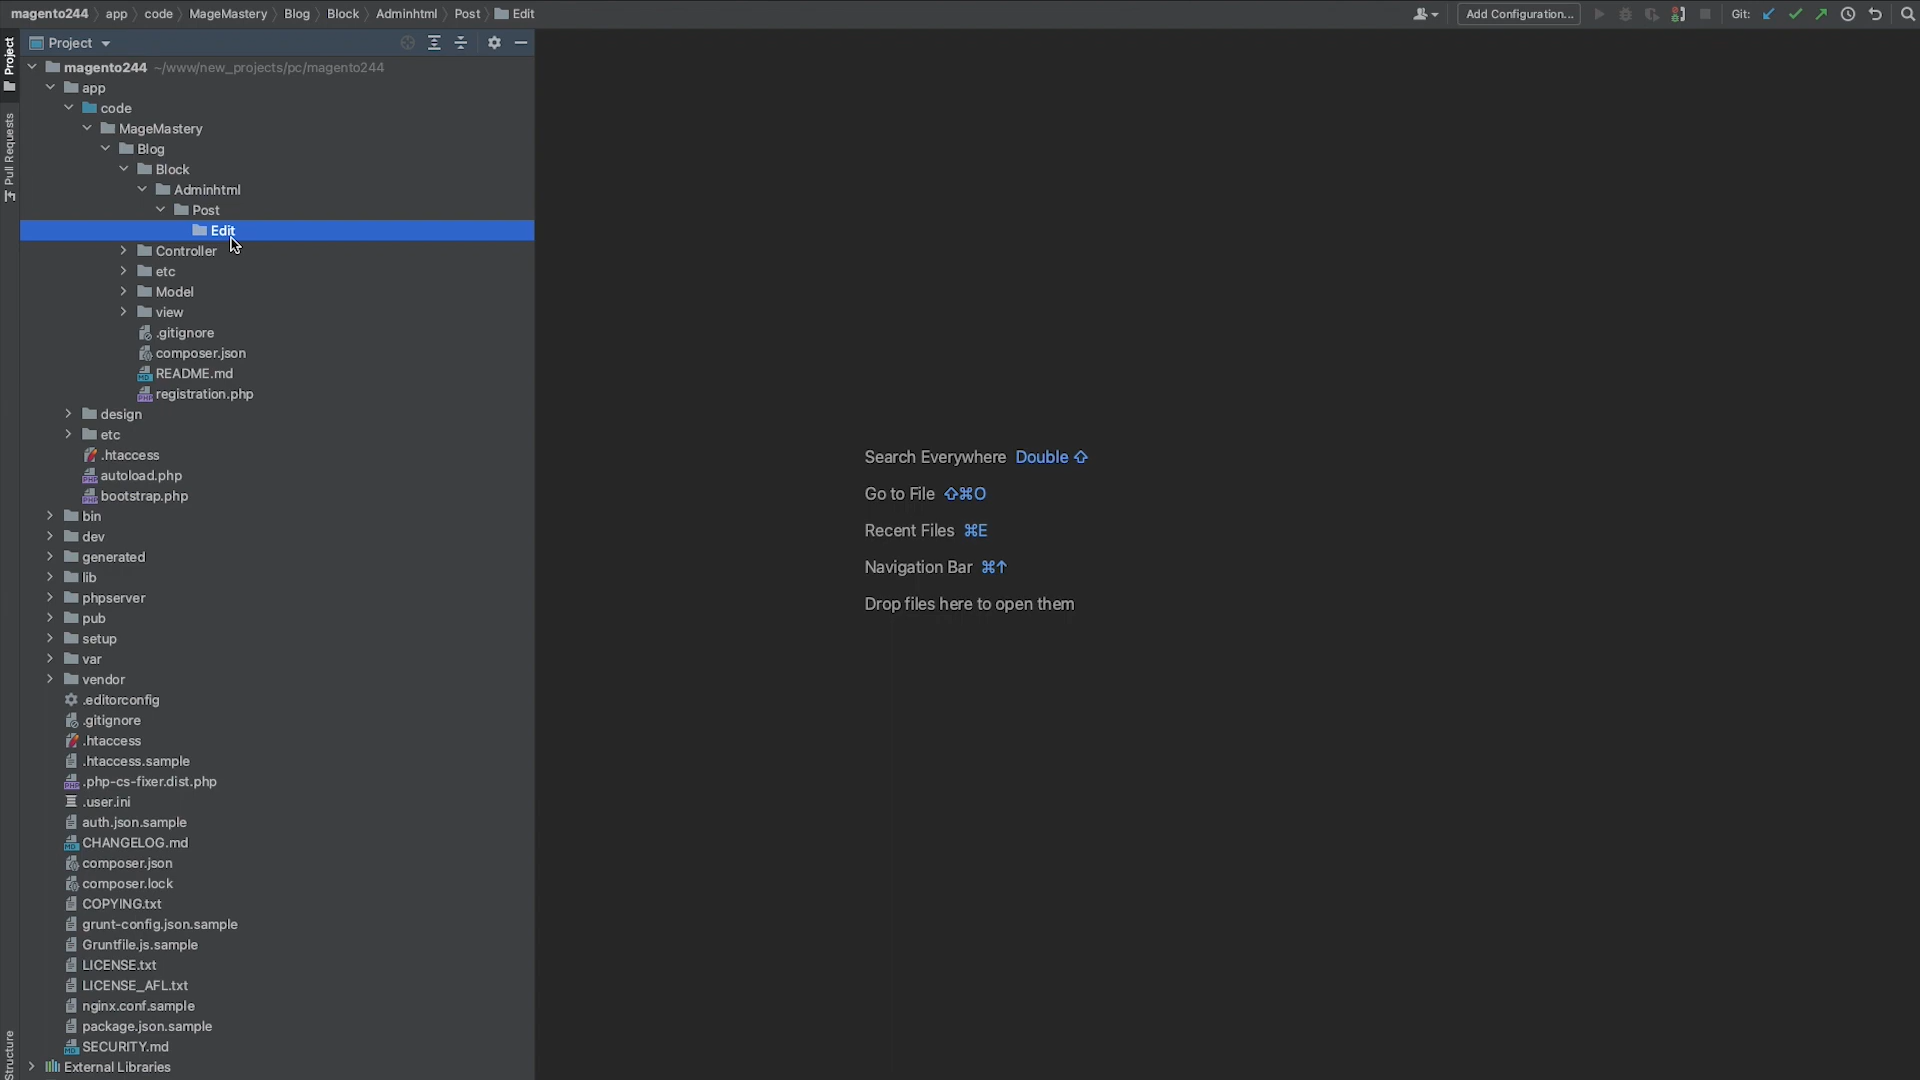 magento244 app code MageMastery Blog Block Adminhtml Post Edit
Add Configuration...
Git:
Project
Pull Requests
Structure
Project
magento244 ~/www/new_projects/pc/magento244
app
code
MageMastery
Blog
Block
Adminhtml
Post
Edit
Controller
etc
Model
view
.gitignore
composer.json
README.md
registration.php
design
etc
.htaccess
autoload.php
bootstrap.php
bin
dev
generated
lib
phpserver
pub
setup
var
vendor
.editorconfig
.gitignore
.htaccess
.htaccess.sample
.php-cs-fixer.dist.php
.user.ini
auth.json.sample
CHANGELOG.md
composer.json
composer.lock
COPYING.txt
grunt-config.json.sample
Gruntfile.js.sample
LICENSE.txt
LICENSE_AFL.txt
nginx.conf.sample
package.json.sample
SECURITY.md
External Libraries
Search Everywhere Double ⇧
Go to File ⇧⌘O
Recent Files ⌘E
Navigation Bar ⌘↑
Drop files here to open them